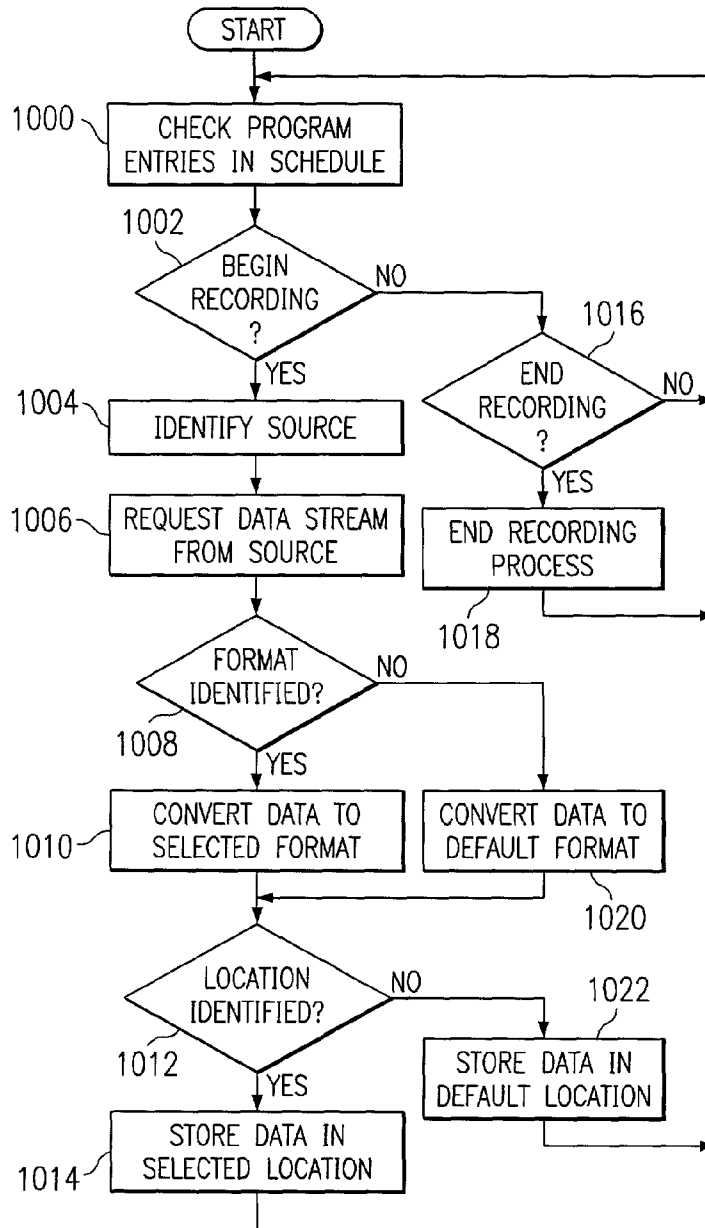 START
1000
CHECK PROGRAM
ENTRIES IN SCHEDULE
1002
BEGIN
RECORDING
?
NO
YES
1016
END
RECORDING
?
NO
YES
1004
IDENTIFY SOURCE
1006
REQUEST DATA STREAM
FROM SOURCE
END RECORDING
PROCESS
1018
FORMAT
IDENTIFIED?
NO
1008
YES
1010
CONVERT DATA TO
SELECTED FORMAT
CONVERT DATA TO
DEFAULT FORMAT
1020
LOCATION
IDENTIFIED?
NO
1012
YES
1022
STORE DATA IN
DEFAULT LOCATION
1014
STORE DATA IN
SELECTED LOCATION